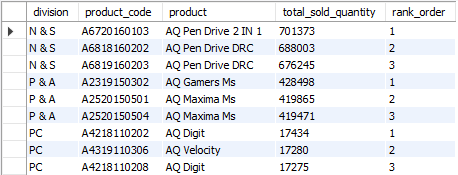 division product_code product total_sold_quantity rank_order
N & S A6720160103 AQ Pen Drive 2 IN 1 701373 1
N & S A6818160202 AQ Pen Drive DRC 688003 2
N & S A6819160203 AQ Pen Drive DRC 676245 3
P & A A2319150302 AQ Gamers Ms 428498 1
P & A A2520150501 AQ Maxima Ms 419865 2
P & A A2520150504 AQ Maxima Ms 419471 3
PC A4218110202 AQ Digit 17434 1
PC A4319110306 AQ Velocity 17280 2
PC A4218110208 AQ Digit 17275 3